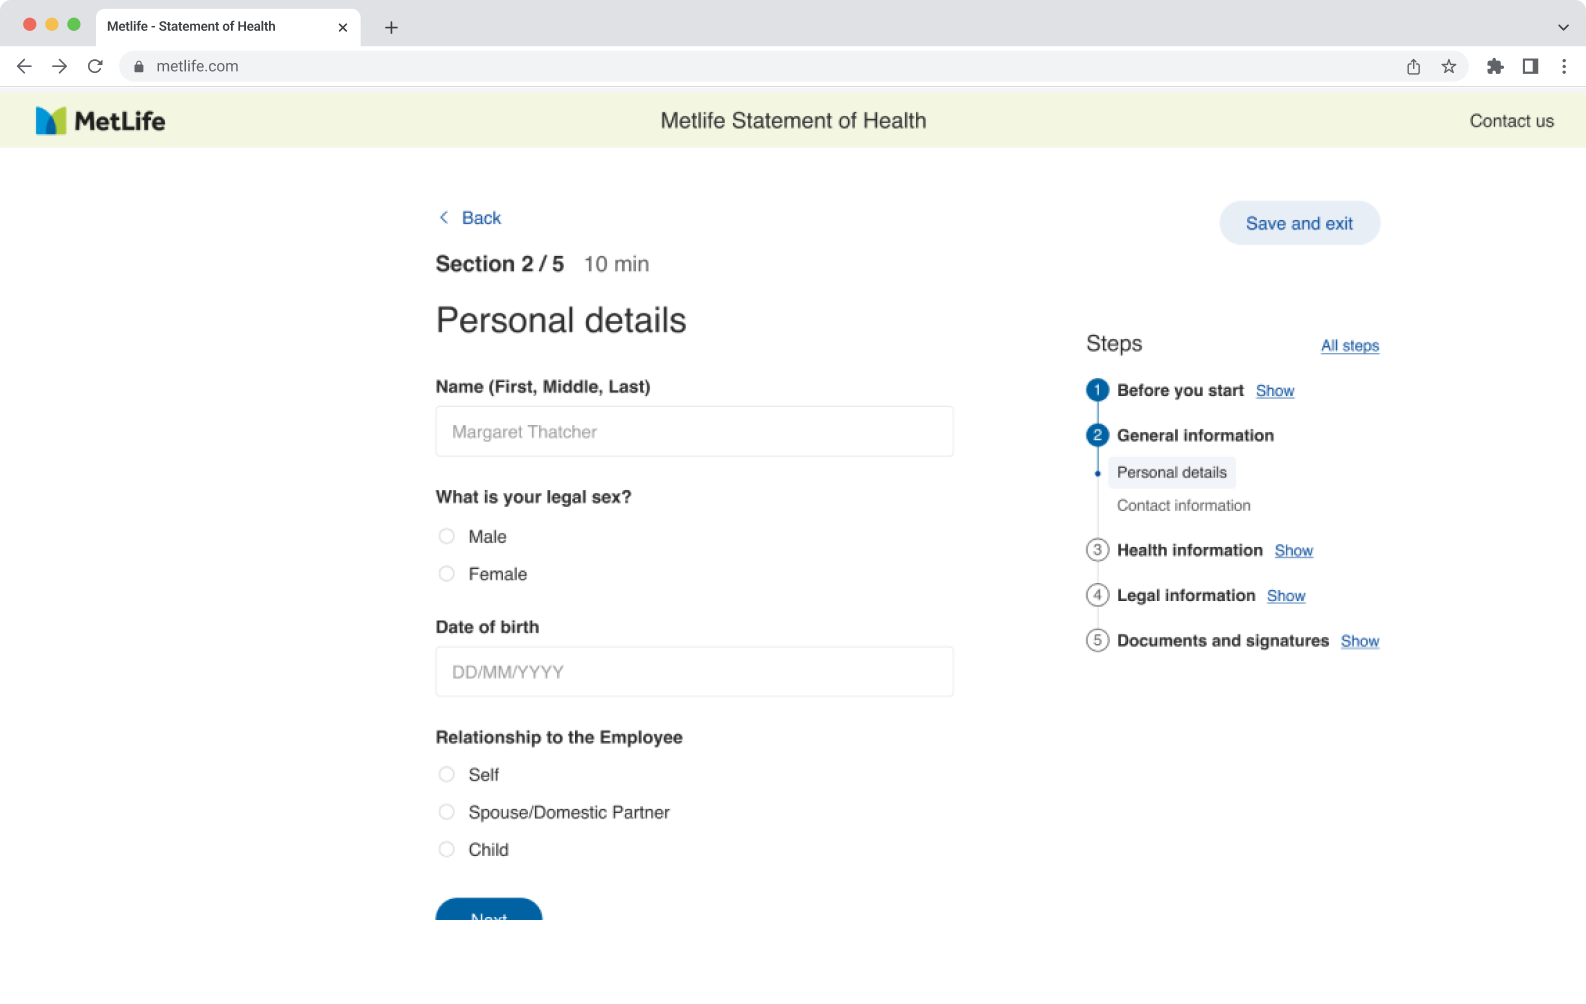 Metlife - Statement of Health
metlife.com
MetLife
Metlife Statement of Health
Contact us
Back
Save and exit
Section 2 / 5 10 min
Personal details
Name (First, Middle, Last)
Margaret Thatcher
What is your legal sex?
Male
Female
Date of birth
DD/MM/YYYY
Relationship to the Employee
Self
Spouse/Domestic Partner
Child
Next
Steps
All steps
1 Before you start Show
2 General information
Personal details
Contact information
3 Health information Show
4 Legal information Show
5 Documents and signatures Show